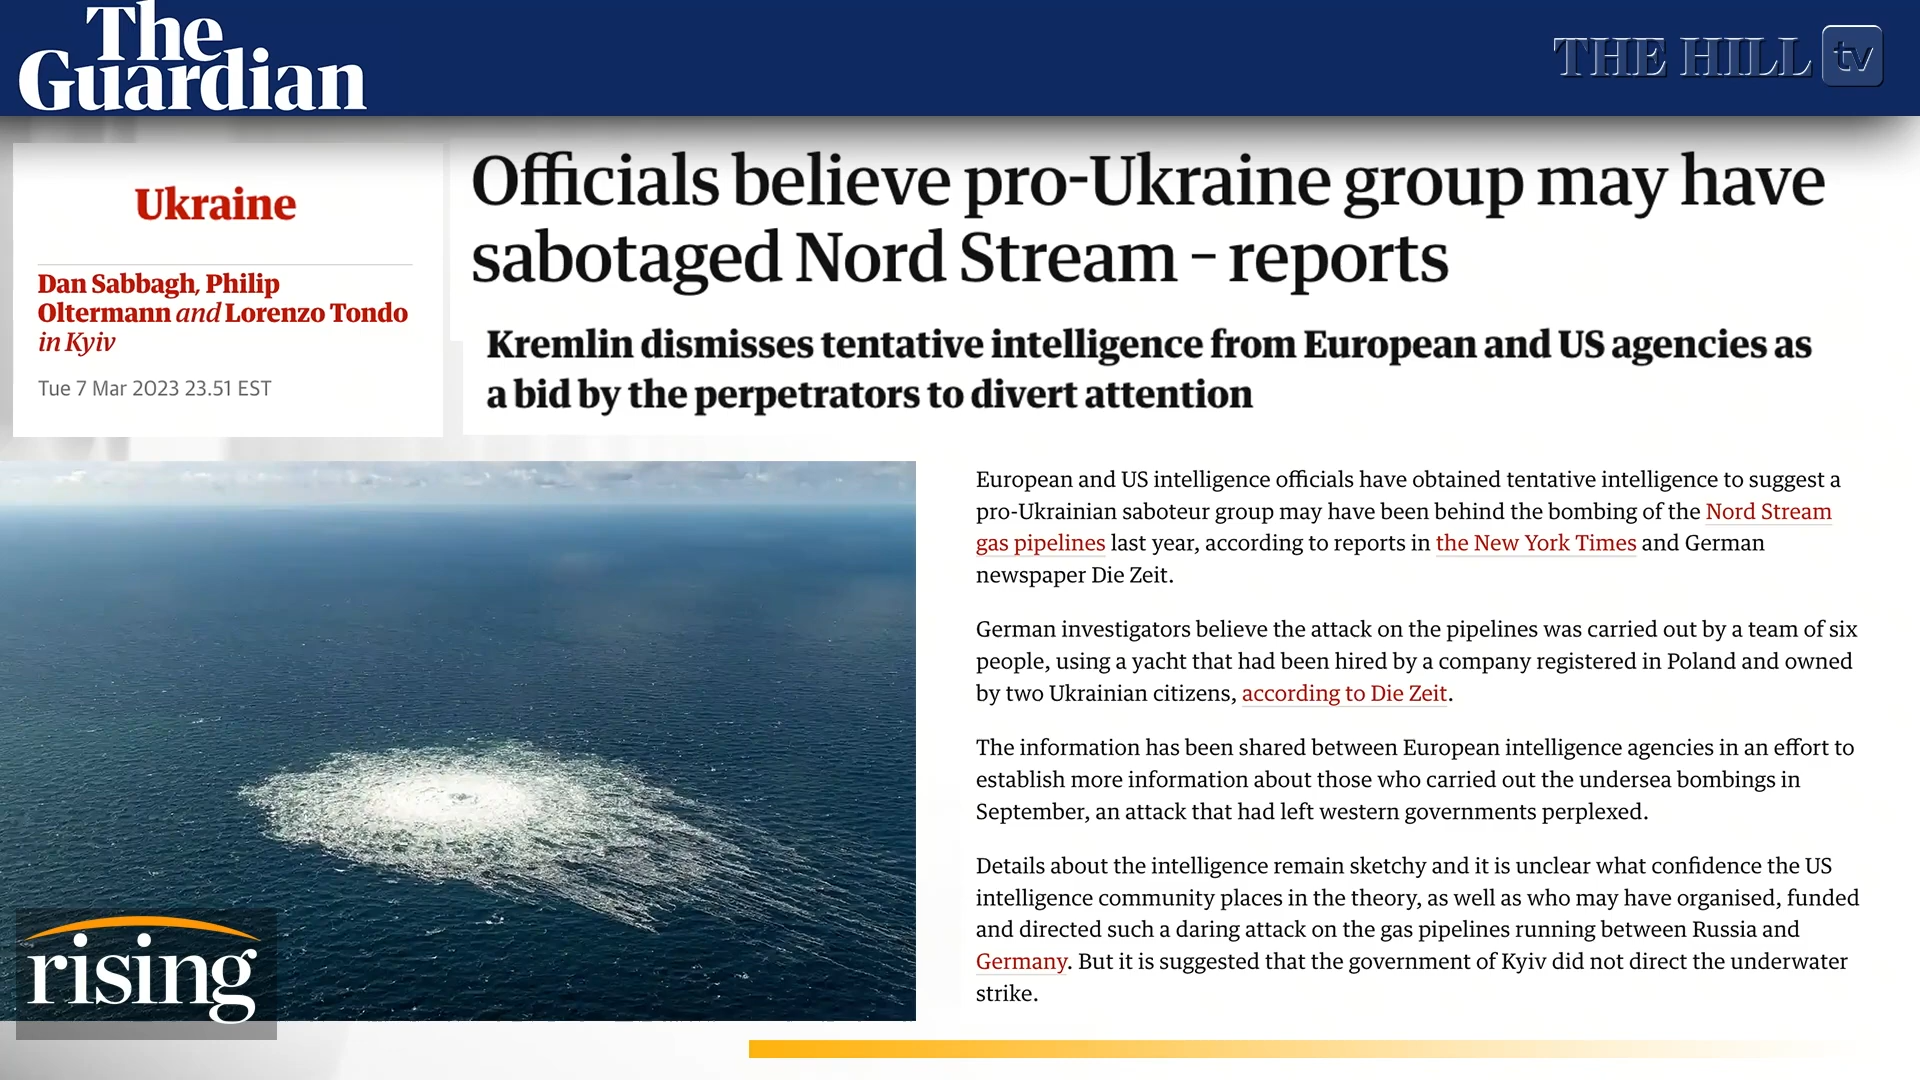 The
Guardian
THE HILL tv
Ukraine
Dan Sabbagh, Philip
Oltermann and Lorenzo Tondo
in Kyiv
Tue 7 Mar 2023 23.51 EST
Officials believe pro-Ukraine group may have
sabotaged Nord Stream – reports
Kremlin dismisses tentative intelligence from European and US agencies as
a bid by the perpetrators to divert attention
European and US intelligence officials have obtained tentative intelligence to suggest a
pro-Ukrainian saboteur group may have been behind the bombing of the Nord Stream
gas pipelines last year, according to reports in the New York Times and German
newspaper Die Zeit.
German investigators believe the attack on the pipelines was carried out by a team of six
people, using a yacht that had been hired by a company registered in Poland and owned
by two Ukrainian citizens, according to Die Zeit.
The information has been shared between European intelligence agencies in an effort to
establish more information about those who carried out the undersea bombings in
September, an attack that had left western governments perplexed.
Details about the intelligence remain sketchy and it is unclear what confidence the US
intelligence community places in the theory, as well as who may have organised, funded
and directed such a daring attack on the gas pipelines running between Russia and
Germany. But it is suggested that the government of Kyiv did not direct the underwater
strike.
rising